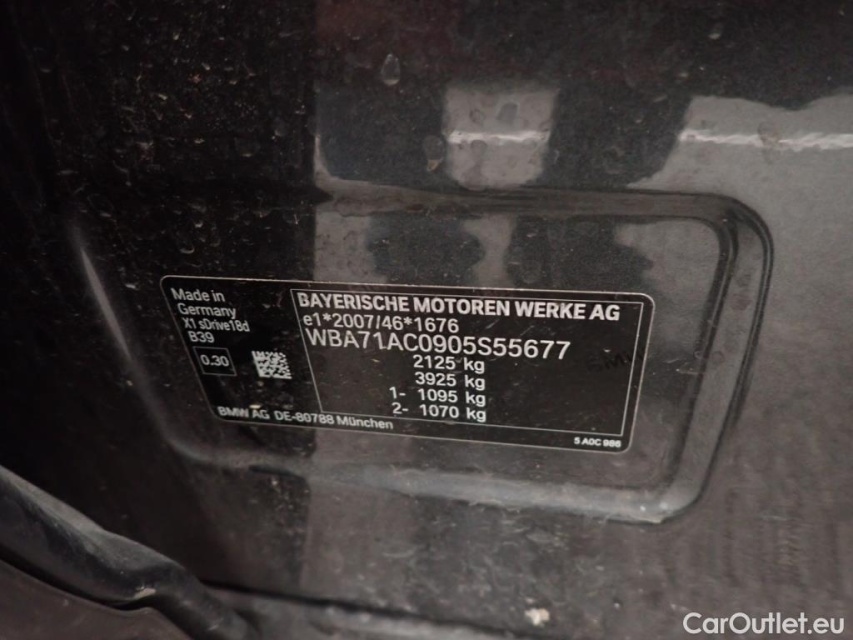 Made in
Germany
X1 sDrive18d
B39
0.30
BAYERISCHE MOTOREN WERKE AG
e1*2007/46*1676
WBA71AC0905S55677
2125 kg
3925 kg
1- 1095 kg
2- 1070 kg
BMW AG DE-80788 München
5 A0C 986
CarOutlet.eu